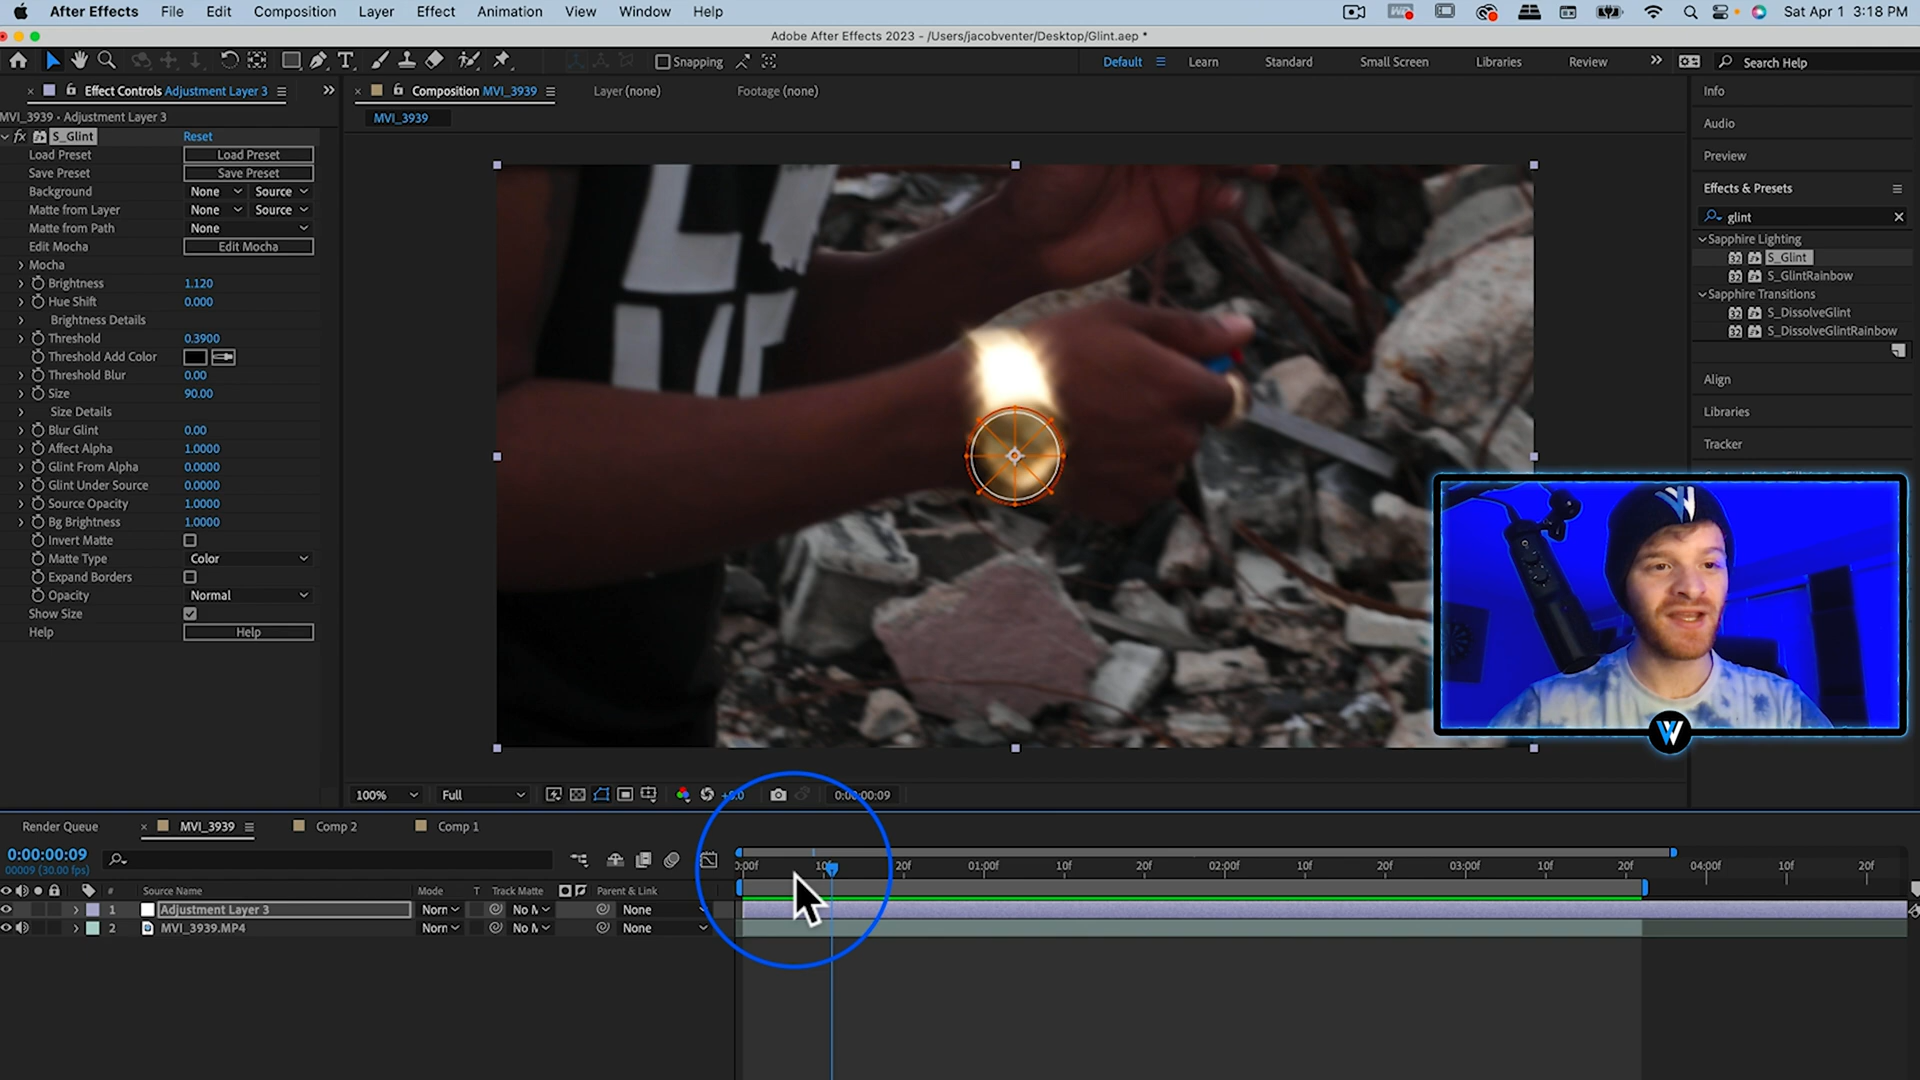 After Effects File Edit Composition Layer Effect Animation View Window Help Sat Apr 1 3:18 PM
Adobe After Effects 2023 - /Users/jacobventer/Desktop/Glint.aep *
Snapping Default Learn Standard Small Screen Libraries Review Search Help
Effect Controls Adjustment Layer 3 Composition MVI_3939 Layer (none) Footage (none) Info
MVI_3939 • Adjustment Layer 3 MVI_3939 Audio
fx S_Glint Reset
Load Preset Load Preset Preview
Save Preset Save Preset
Background None Source Effects & Presets
Matte from Layer None Source glint
Matte from Path None
Edit Mocha Edit Mocha Sapphire Lighting
Mocha S_Glint
Brightness 1.120 S_GlintRainbow
Hue Shift 0.000 Sapphire Transitions
Brightness Details S_DissolveGlint
Threshold 0.3900 S_DissolveGlintRainbow
Threshold Add Color
Threshold Blur 0.00 Align
Size 90.00
Size Details Libraries
Blur Glint 0.00
Affect Alpha 1.0000 Tracker
Glint From Alpha 0.0000
Glint Under Source 0.0000
Source Opacity 1.0000
Bg Brightness 1.0000
Invert Matte
Matte Type Color
Expand Borders
Opacity Normal
Show Size
Help Help
100% Full +0.0 0:00:00:09
Render Queue MVI_3939 Comp 2 Comp 1
0:00:00:09
00009 (30.00 fps)
20f 01:00f 10f 20f 02:00f 10f 20f 03:00f 10f 20f 04:00f 10f 20f
# Source Name Mode T Track Matte Parent & Link
1 Adjustment Layer 3 Norn No M None
2 MVI_3939.MP4 Norn No M None